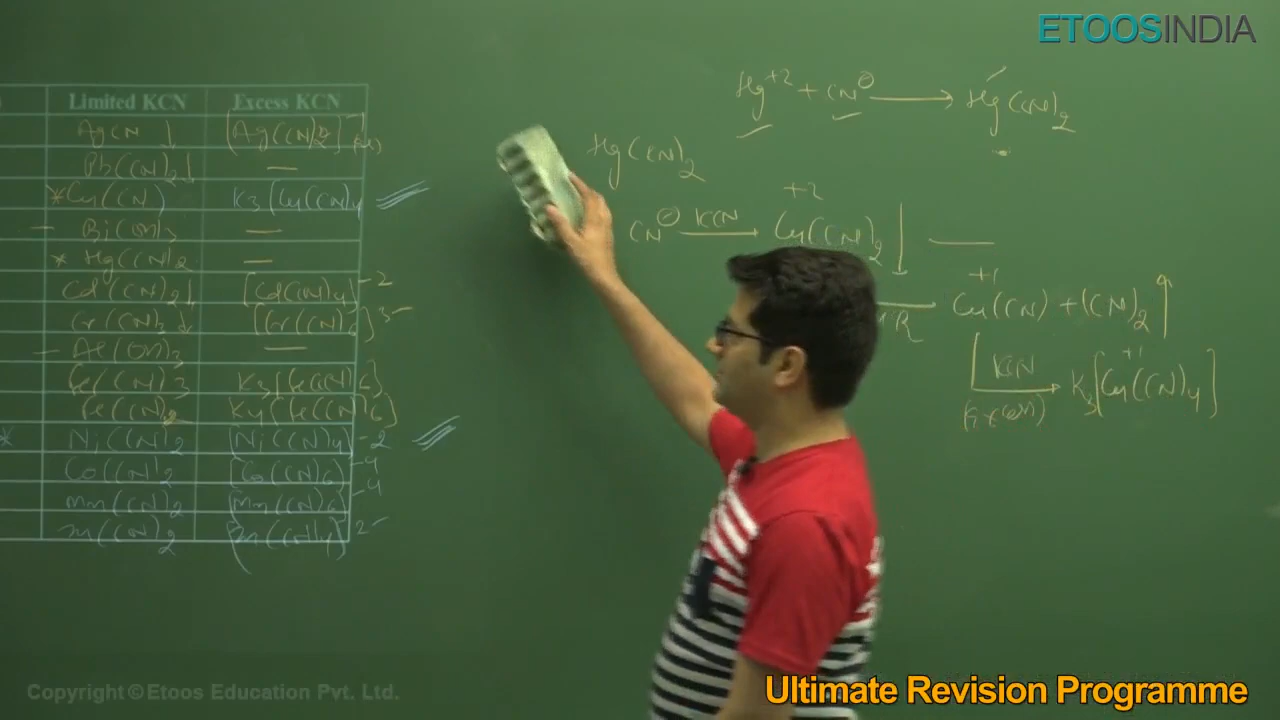 ETOOSINDIA
Limited KCN Excess KCN
AgCN ↓ [Ag(CN)2]⁻
Pb(CN)2↓ —
*Cu(CN) K3[Cu(CN)4
— Bi(OH)3 —
* Hg(CN)2 —
Cd(CN)2↓ [Cd(CN)4]-2
Cr(CN)3↓ [Cr(CN)6]3-
— Al(OH)3 —
Fe(CN)3 K3[Fe(CN)6]
Fe(CN)2 K4[Fe(CN)6]
* Ni(CN)2 [Ni(CN)4]-2
Co(CN)2 [Co(CN)6]-4
Mn(CN)2 [Mn(CN)6]-4
Zn(CN)2 [Zn(CN)4]2-
Hg+2 + CN⊖ → Hg(CN)2
Hg(CN)2
+2
CN⊖ KCN → Cu(CN)2↓ —
+1
Cu(CN) + (CN)2↑
KCN
+1
(excess) → K3[Cu(CN)4]
Copyright © Etoos Education Pvt. Ltd.
Ultimate Revision Programme